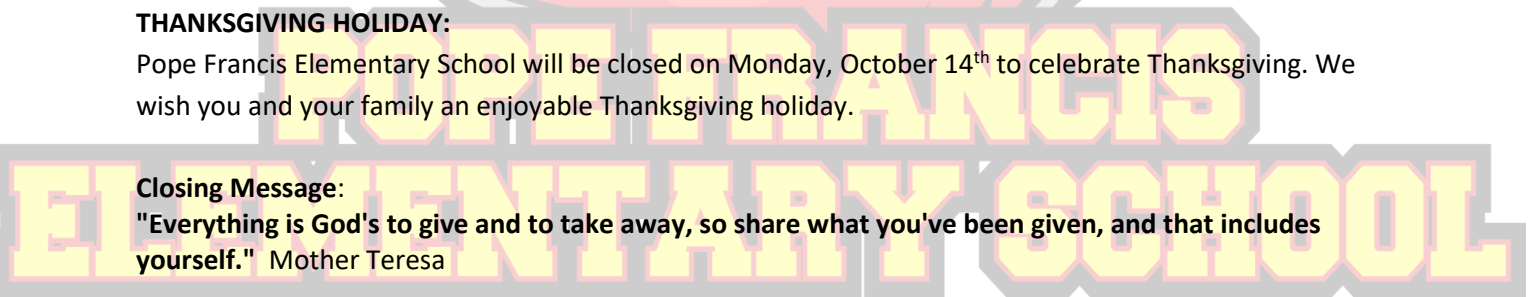 THANKSGIVING HOLIDAY:
Pope Francis Elementary School will be closed on Monday, October 14th to celebrate Thanksgiving. We
wish you and your family an enjoyable Thanksgiving holiday.
POPE FRANCIS
Closing Message:
"Everything is God's to give and to take away, so share what you've been given, and that includes
yourself."  Mother Teresa
ELEMENTARY SCHOOL